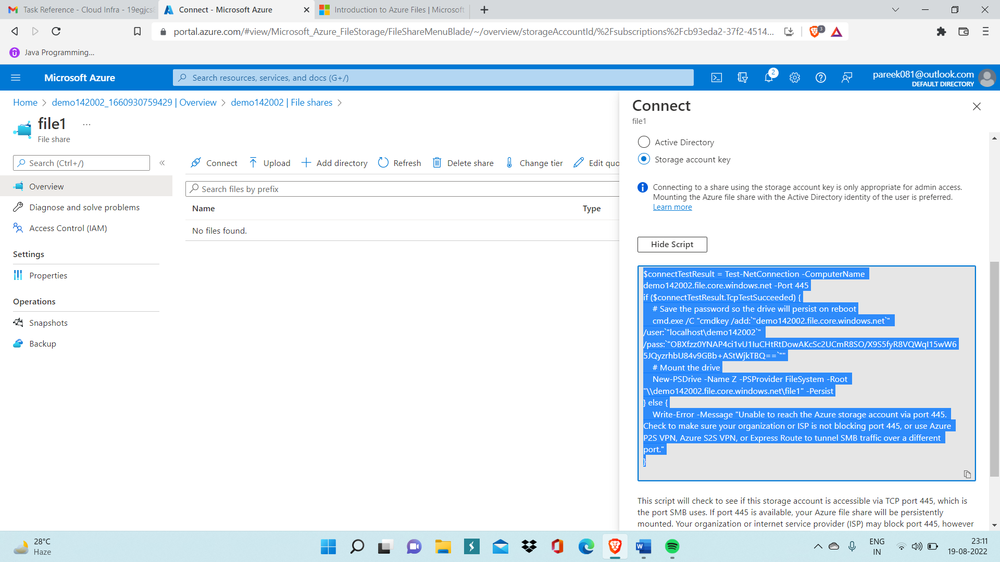 Task Reference - Cloud Infra - 19egjcs
Connect - Microsoft Azure
Introduction to Azure Files | Microsoft
portal.azure.com/#view/Microsoft_Azure_FileStorage/FileShareMenuBlade/~/overview/storageAccountId/%2Fsubscriptions%2Fcb93eda2-37f2-4514...
3
Java Programming...
Microsoft Azure
Search resources, services, and docs (G+/)
2
pareek081@outlook.com
DEFAULT DIRECTORY
Home > demo142002_1660930759429 | Overview > demo142002 | File shares >
file1 ...
File share
Search (Ctrl+/)
«
Overview
Diagnose and solve problems
Access Control (IAM)
Settings
Properties
Operations
Snapshots
Backup
Connect
Upload
Add directory
Refresh
Delete share
Change tier
Edit quo
Search files by prefix
Name
Type
No files found.
Connect
file1
Active Directory
Storage account key
Connecting to a share using the storage account key is only appropriate for admin access.
Mounting the Azure file share with the Active Directory identity of the user is preferred.
Learn more
Hide Script
$connectTestResult = Test-NetConnection -ComputerName
demo142002.file.core.windows.net -Port 445
if ($connectTestResult.TcpTestSucceeded) {
# Save the password so the drive will persist on reboot
cmd.exe /C "cmdkey /add:`"demo142002.file.core.windows.net`"
/user:`"localhost\demo142002`"
/pass:`"OBXfzz0YNAP4ci1vU1IuCHtRtDowAKcSc2UCmR8SO/X9S5fyR8VQWqI15wW6
5JQyzrhbU84v9GBb+AStWjkTBQ==`""
# Mount the drive
New-PSDrive -Name Z -PSProvider FileSystem -Root
"\\demo142002.file.core.windows.net\file1" -Persist
} else {
Write-Error -Message "Unable to reach the Azure storage account via port 445.
Check to make sure your organization or ISP is not blocking port 445, or use Azure
P2S VPN, Azure S2S VPN, or Express Route to tunnel SMB traffic over a different
port."
}
This script will check to see if this storage account is accessible via TCP port 445, which is
the port SMB uses. If port 445 is available, your Azure file share will be persistently
mounted. Your organization or internet service provider (ISP) may block port 445, however
28°C
Haze
ENG
IN
23:11
19-08-2022